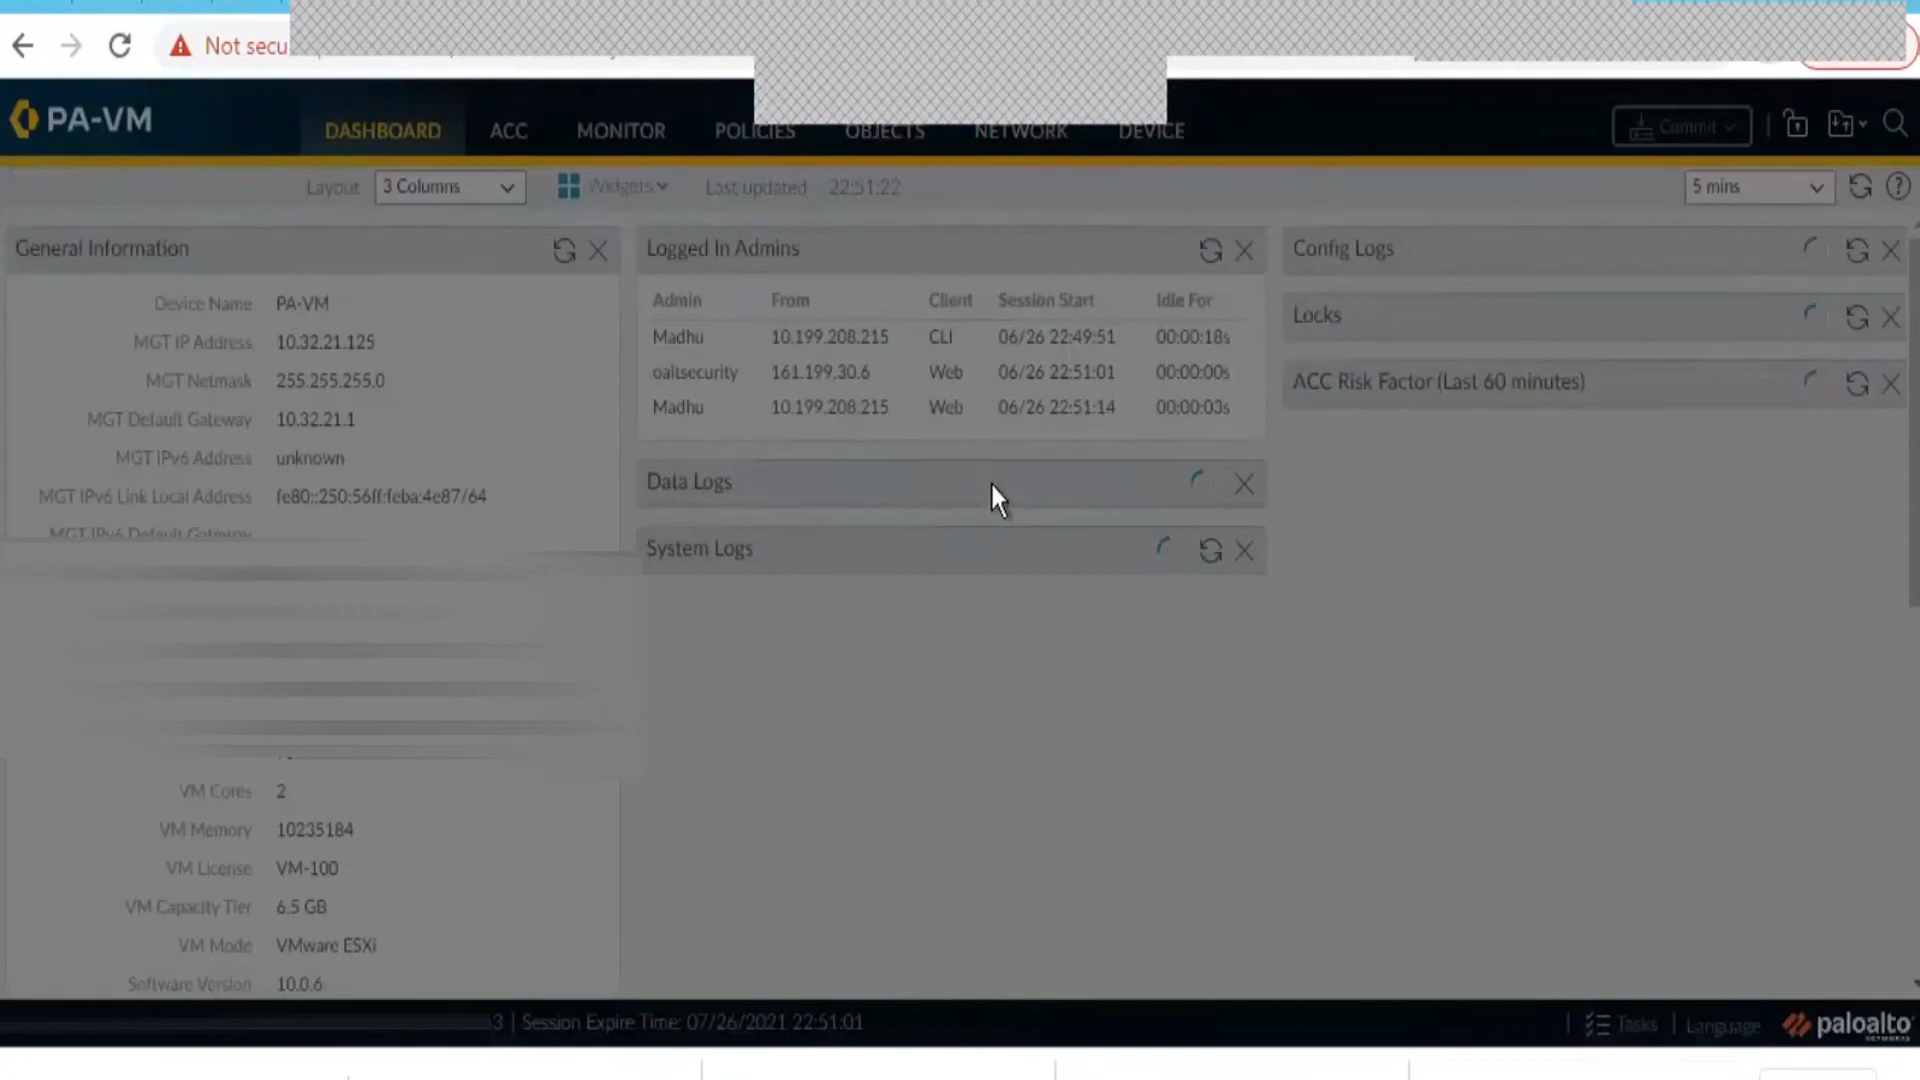 Not secu
PA-VM
DASHBOARD ACC MONITOR POLICIES OBJECTS NETWORK DEVICE
Commit
Layout 3 Columns Widgets Last updated 22:51:22 5 mins
General Information
Device Name PA-VM
MGT IP Address 10.32.21.125
MGT Netmask 255.255.255.0
MGT Default Gateway 10.32.21.1
MGT IPv6 Address unknown
MGT IPv6 Link Local Address fe80::250:56ff:feba:4e87/64
MGT IPv6 Default Gateway
VM Cores 2
VM Memory 10235184
VM License VM-100
VM Capacity Tier 6.5 GB
VM Mode VMware ESXi
Software Version 10.0.6
Logged In Admins
Admin From Client Session Start Idle For
Madhu 10.199.208.215 CLI 06/26 22:49:51 00:00:18s
oaitsecurity 161.199.30.6 Web 06/26 22:51:01 00:00:00s
Madhu 10.199.208.215 Web 06/26 22:51:14 00:00:03s
Data Logs
System Logs
Config Logs
Locks
ACC Risk Factor (Last 60 minutes)
3 | Session Expire Time: 07/26/2021 22:51:01
Tasks | Language paloalto
NETWORKS